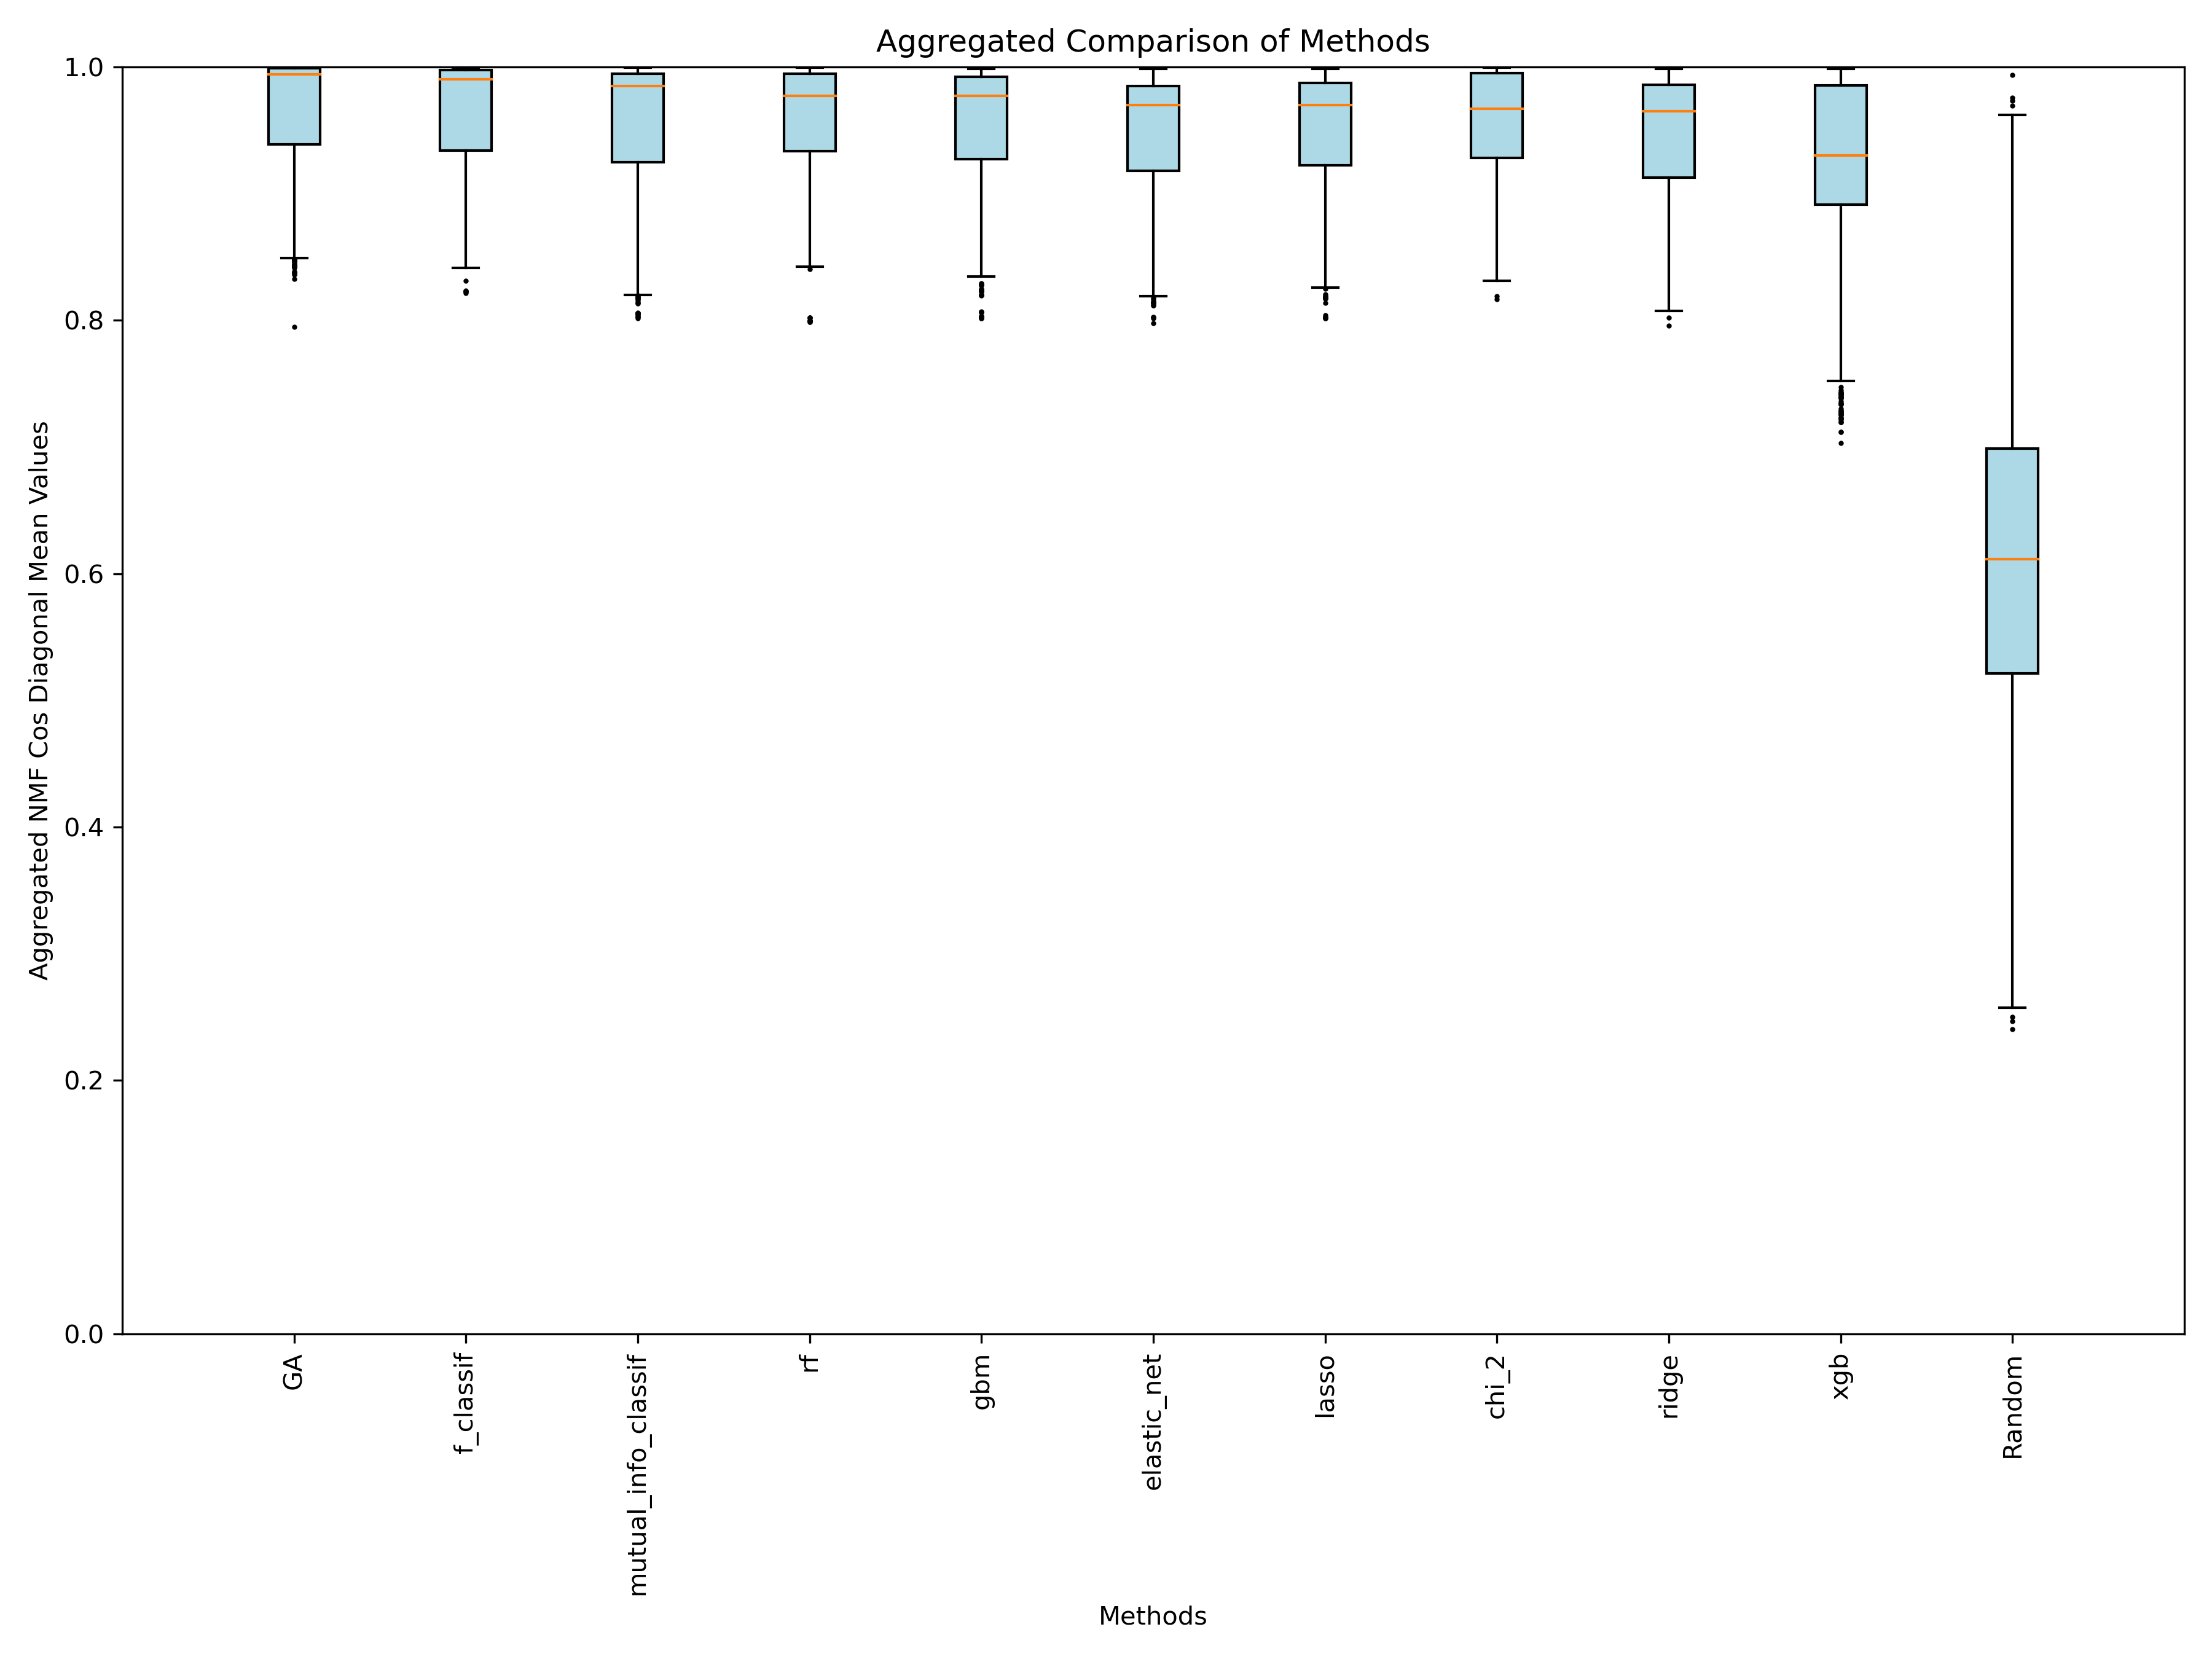 Aggregated Comparison of Methods
Aggregated NMF Cos Diagonal Mean Values
1.0
0.8
0.6
0.4
0.2
0.0
GA
f_classif
mutual_info_classif
rf
gbm
elastic_net
lasso
chi_2
ridge
xgb
Random
Methods